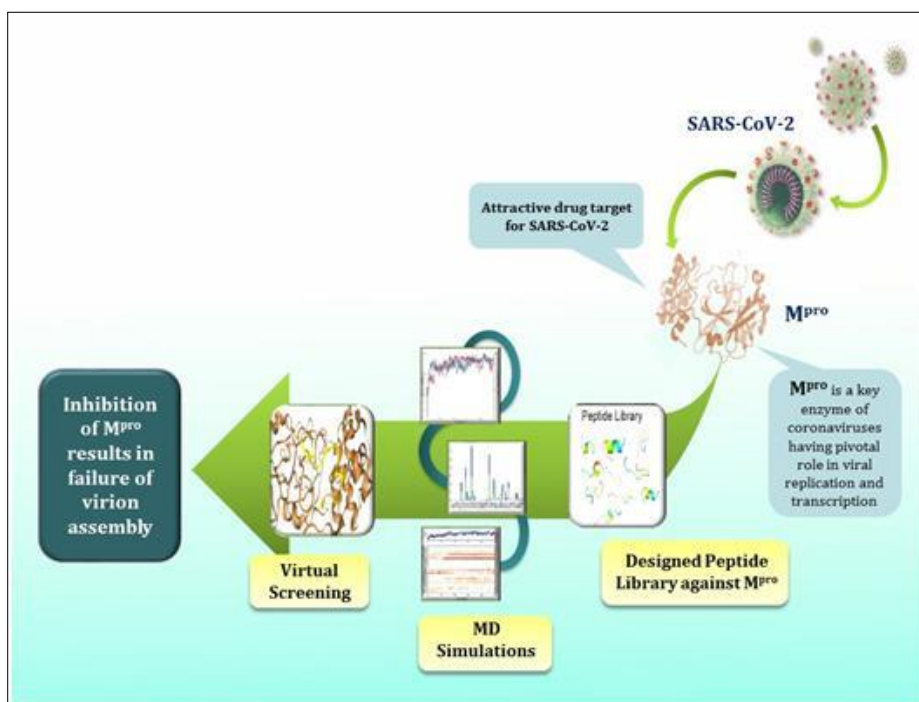 SARS-CoV-2
Attractive drug target
for SARS-CoV-2
Mᵖʳᵒ
Mᵖʳᵒ is a key
enzyme of
coronaviruses
having pivotal
role in viral
replication and
transcription
Peptide Library
Designed Peptide
Library against Mᵖʳᵒ
MD
Simulations
Virtual
Screening
Inhibition
of Mᵖʳᵒ
results in
failure of
virion
assembly